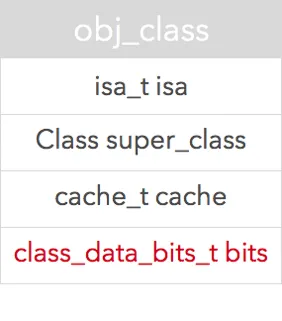 obj_class
isa_t isa
Class super_class
cache_t cache
class_data_bits_t bits